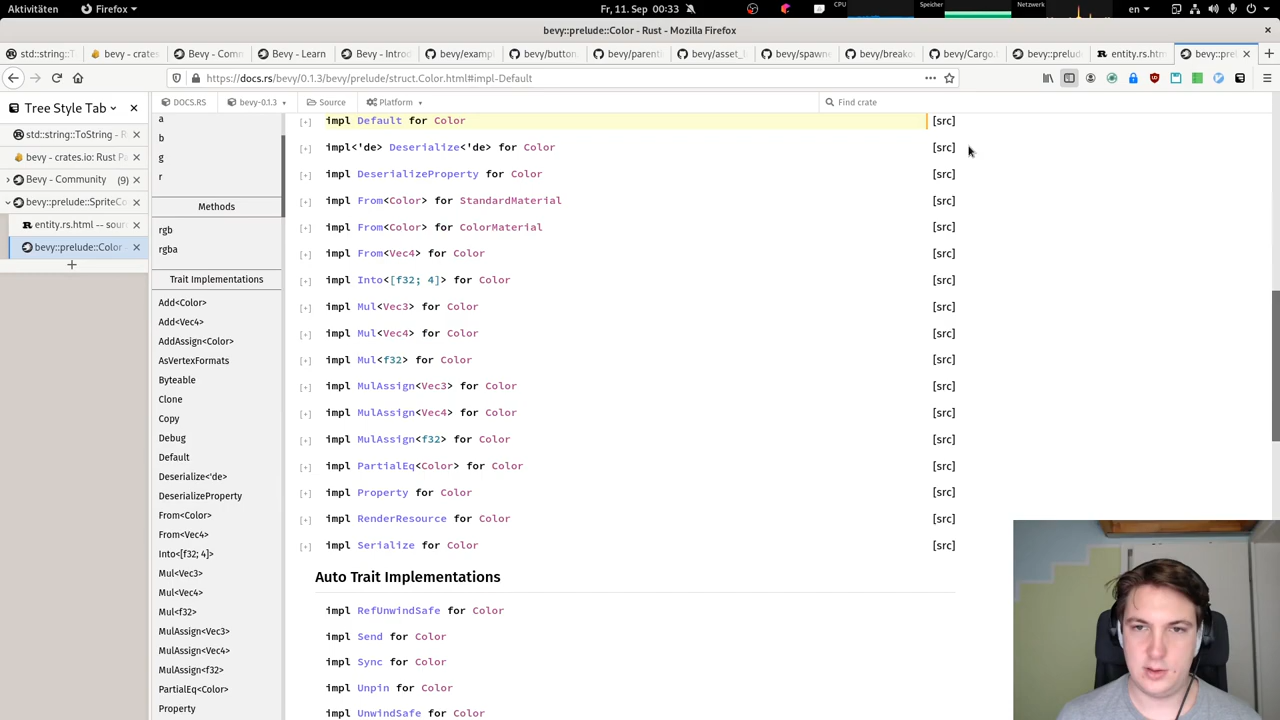 Aktivitäten Firefox Fr, 11. Sep 00:33 CPU Speicher Netzwerk en
bevy::prelude::Color - Rust - Mozilla Firefox
std::string::T bevy - crates Bevy - Comm Bevy - Learn Bevy - Introd bevy/examp bevy/button bevy/parent bevy/asset_l bevy/spawne bevy/breako bevy/Cargo. bevy::prelud entity.rs.htm bevy::pre
https://docs.rs/bevy/0.1.3/bevy/prelude/struct.Color.html#impl-Default
Tree Style Tab
DOCS.RS bevy-0.1.3 Source Platform Find crate
std::string::ToString - R
bevy - crates.io: Rust Pa
Bevy - Community (9)
bevy::prelude::SpriteC
entity.rs.html -- sour
bevy::prelude::Color -
a
b
g
r
Methods
rgb
rgba
Trait Implementations
Add<Color>
Add<Vec4>
AddAssign<Color>
AsVertexFormats
Byteable
Clone
Copy
Debug
Default
Deserialize<'de>
DeserializeProperty
From<Color>
From<Vec4>
Into<[f32; 4]>
Mul<Vec3>
Mul<Vec4>
Mul<f32>
MulAssign<Vec3>
MulAssign<Vec4>
MulAssign<f32>
PartialEq<Color>
Property
[+] impl Default for Color [src]
[+] impl<'de> Deserialize<'de> for Color [src]
[+] impl DeserializeProperty for Color [src]
[+] impl From<Color> for StandardMaterial [src]
[+] impl From<Color> for ColorMaterial [src]
[+] impl From<Vec4> for Color [src]
[+] impl Into<[f32; 4]> for Color [src]
[+] impl Mul<Vec3> for Color [src]
[+] impl Mul<Vec4> for Color [src]
[+] impl Mul<f32> for Color [src]
[+] impl MulAssign<Vec3> for Color [src]
[+] impl MulAssign<Vec4> for Color [src]
[+] impl MulAssign<f32> for Color [src]
[+] impl PartialEq<Color> for Color [src]
[+] impl Property for Color [src]
[+] impl RenderResource for Color [src]
[+] impl Serialize for Color [src]
Auto Trait Implementations
impl RefUnwindSafe for Color
impl Send for Color
impl Sync for Color
impl Unpin for Color
impl UnwindSafe for Color